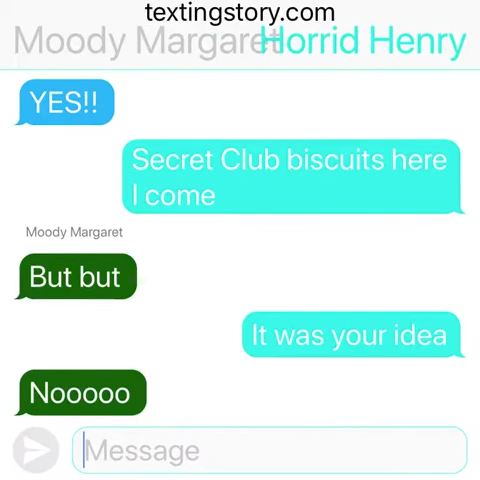 textingstory.com
Moody Margaret Horrid Henry
YES!!
Secret Club biscuits here
I come
Moody Margaret
But but
It was your idea
Nooooo
Message